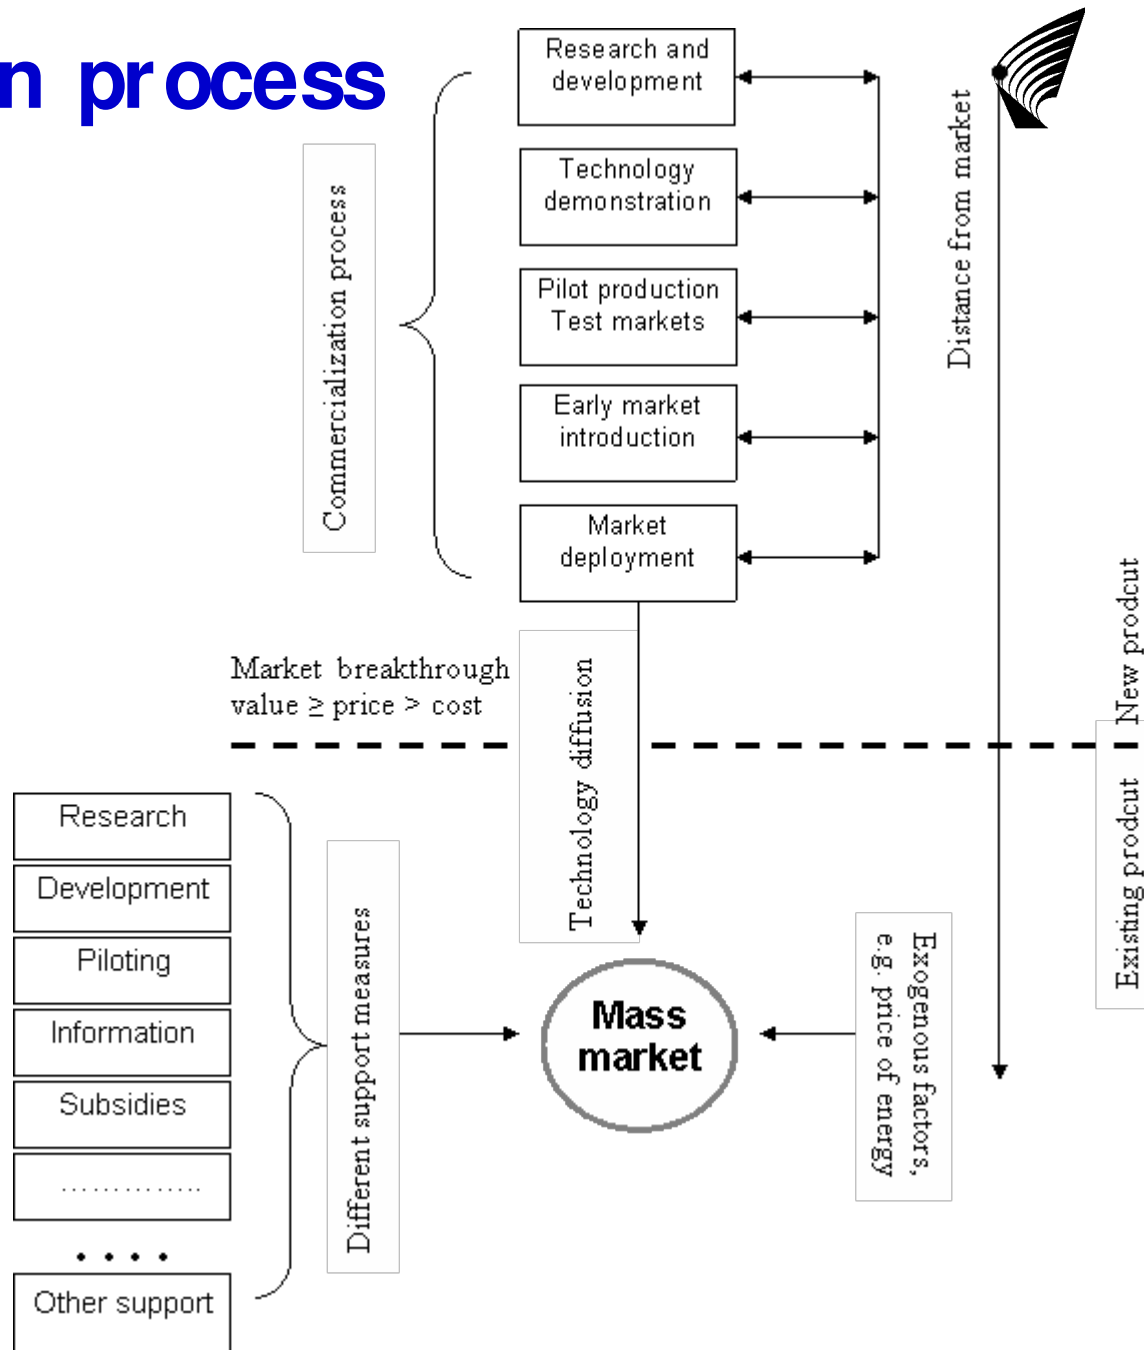 n process
Research and
development
Technology
demonstration
Pilot production
Test markets
Early market
introduction
Market
deployment
Commercialization process
Distance from market
New prodcut
Existing prodcut
Market breakthrough
value ≥ price > cost
Technology diffusion
Research
Development
Piloting
Information
Subsidies
…………..
. . . .
Other support
Different support measures
Mass
market
Exogenous factors,
e.g. price of energy